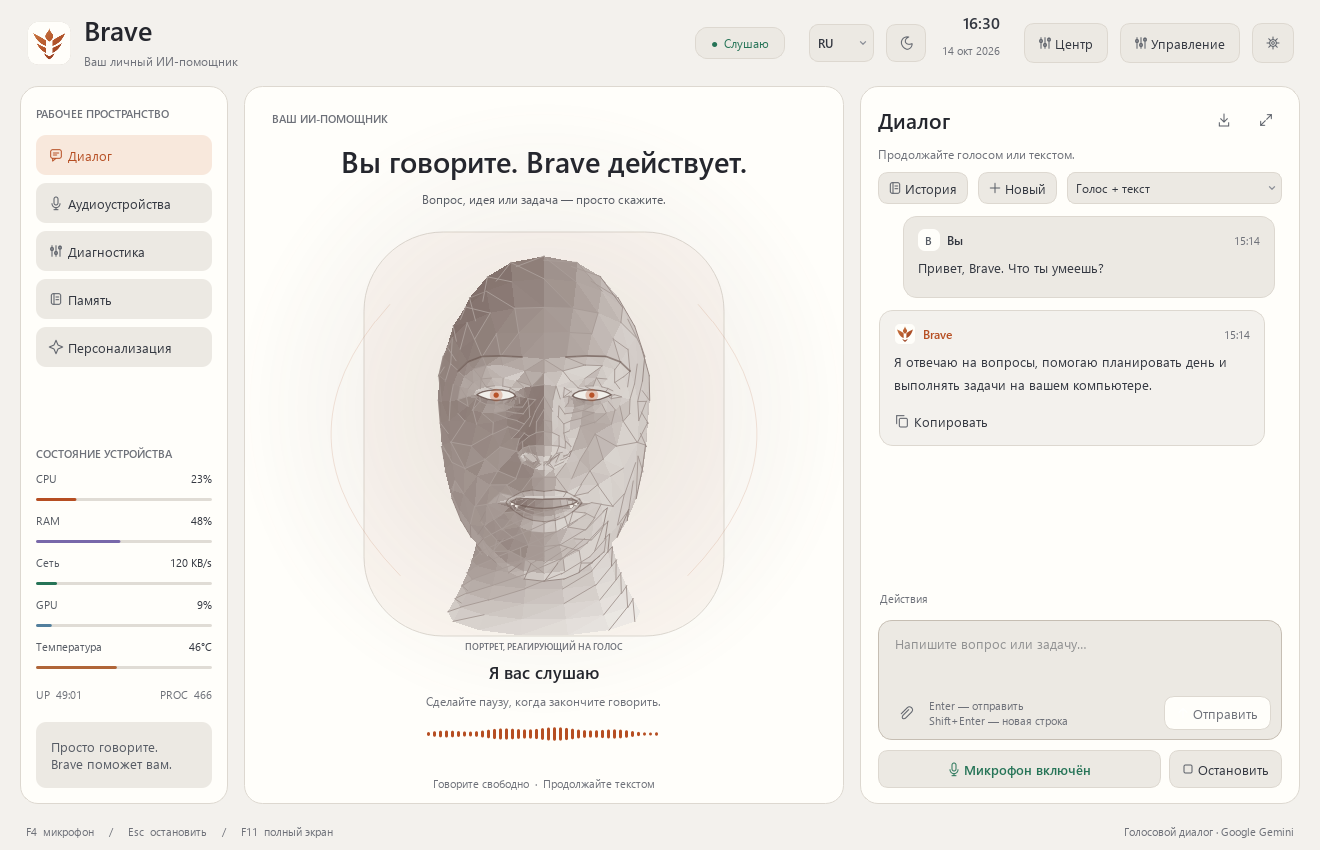 Brave
Ваш личный ИИ-помощник
Слушаю
RU
16:30
14 окт 2026
Центр
Управление
РАБОЧЕЕ ПРОСТРАНСТВО
Диалог
Аудиоустройства
Диагностика
Память
Персонализация
СОСТОЯНИЕ УСТРОЙСТВА
CPU 23%
RAM 48%
Сеть 120 KB/s
GPU 9%
Температура 46°C
UP 49:01 PROC 466
Просто говорите.
Brave поможет вам.
ВАШ ИИ-ПОМОЩНИК
Вы говорите. Brave действует.
Вопрос, идея или задача — просто скажите.
ПОРТРЕТ, РЕАГИРУЮЩИЙ НА ГОЛОС
Я вас слушаю
Сделайте паузу, когда закончите говорить.
Говорите свободно · Продолжайте текстом
Диалог
Продолжайте голосом или текстом.
История
Новый
Голос + текст
В Вы 15:14
Привет, Brave. Что ты умеешь?
Brave 15:14
Я отвечаю на вопросы, помогаю планировать день и
выполнять задачи на вашем компьютере.
Копировать
Действия
Напишите вопрос или задачу...
Enter — отправить
Shift+Enter — новая строка
Отправить
Микрофон включён
Остановить
F4 микрофон / Esc остановить / F11 полный экран
Голосовой диалог · Google Gemini